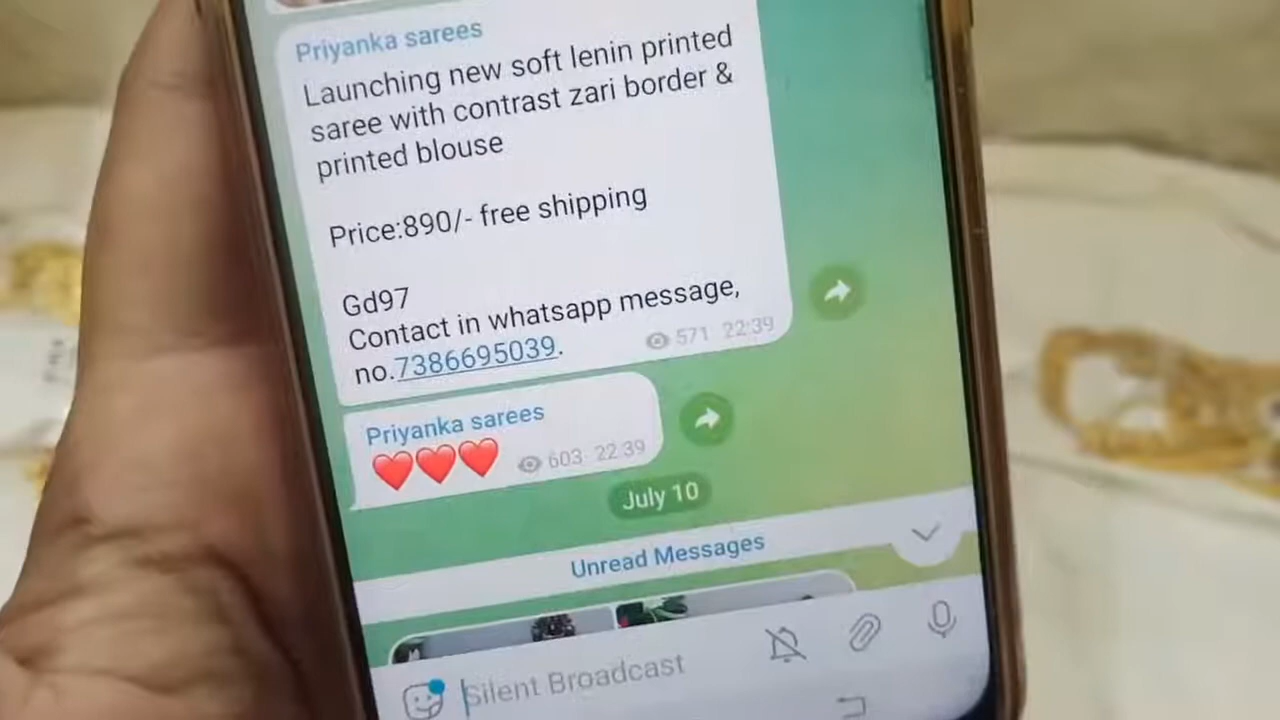 Priyanka sarees
Launching new soft lenin printed
saree with contrast zari border &
printed blouse
Price:890/- free shipping
Gd97
Contact in whatsapp message,
no.7386695039.
571 22:39
Priyanka sarees
❤️❤️❤️
603 22:39
July 10
Unread Messages
Silent Broadcast